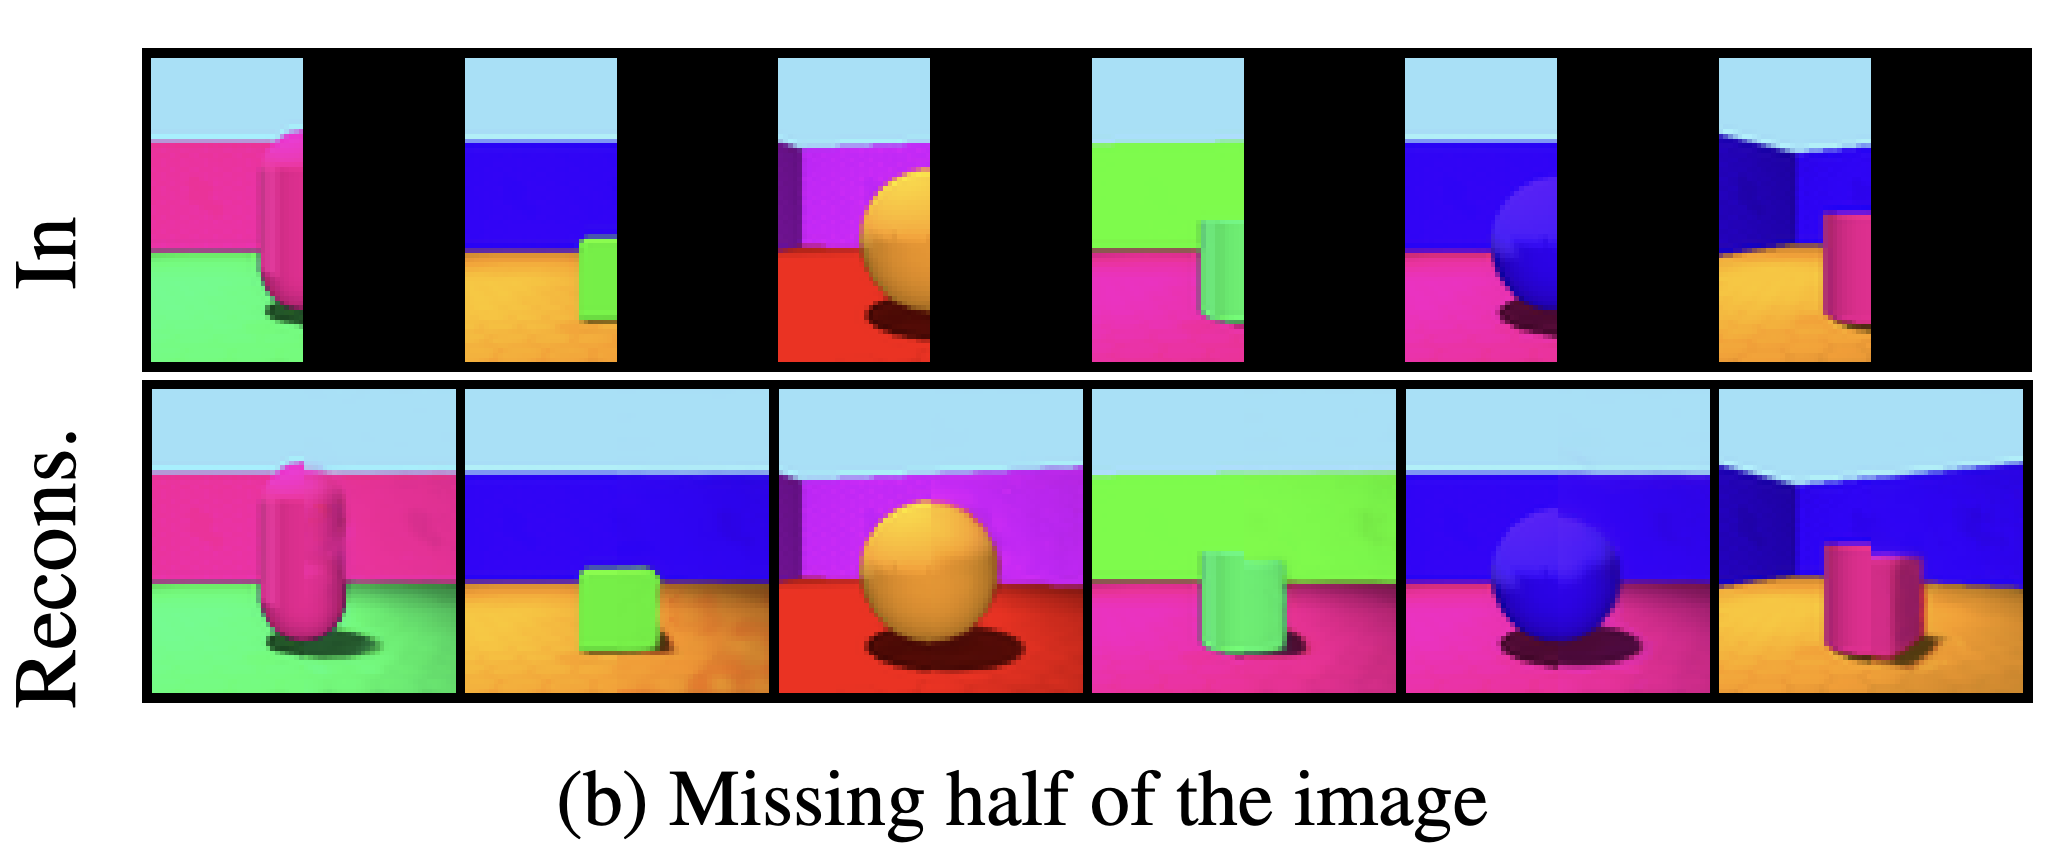 In
Recons.
(b) Missing half of the image